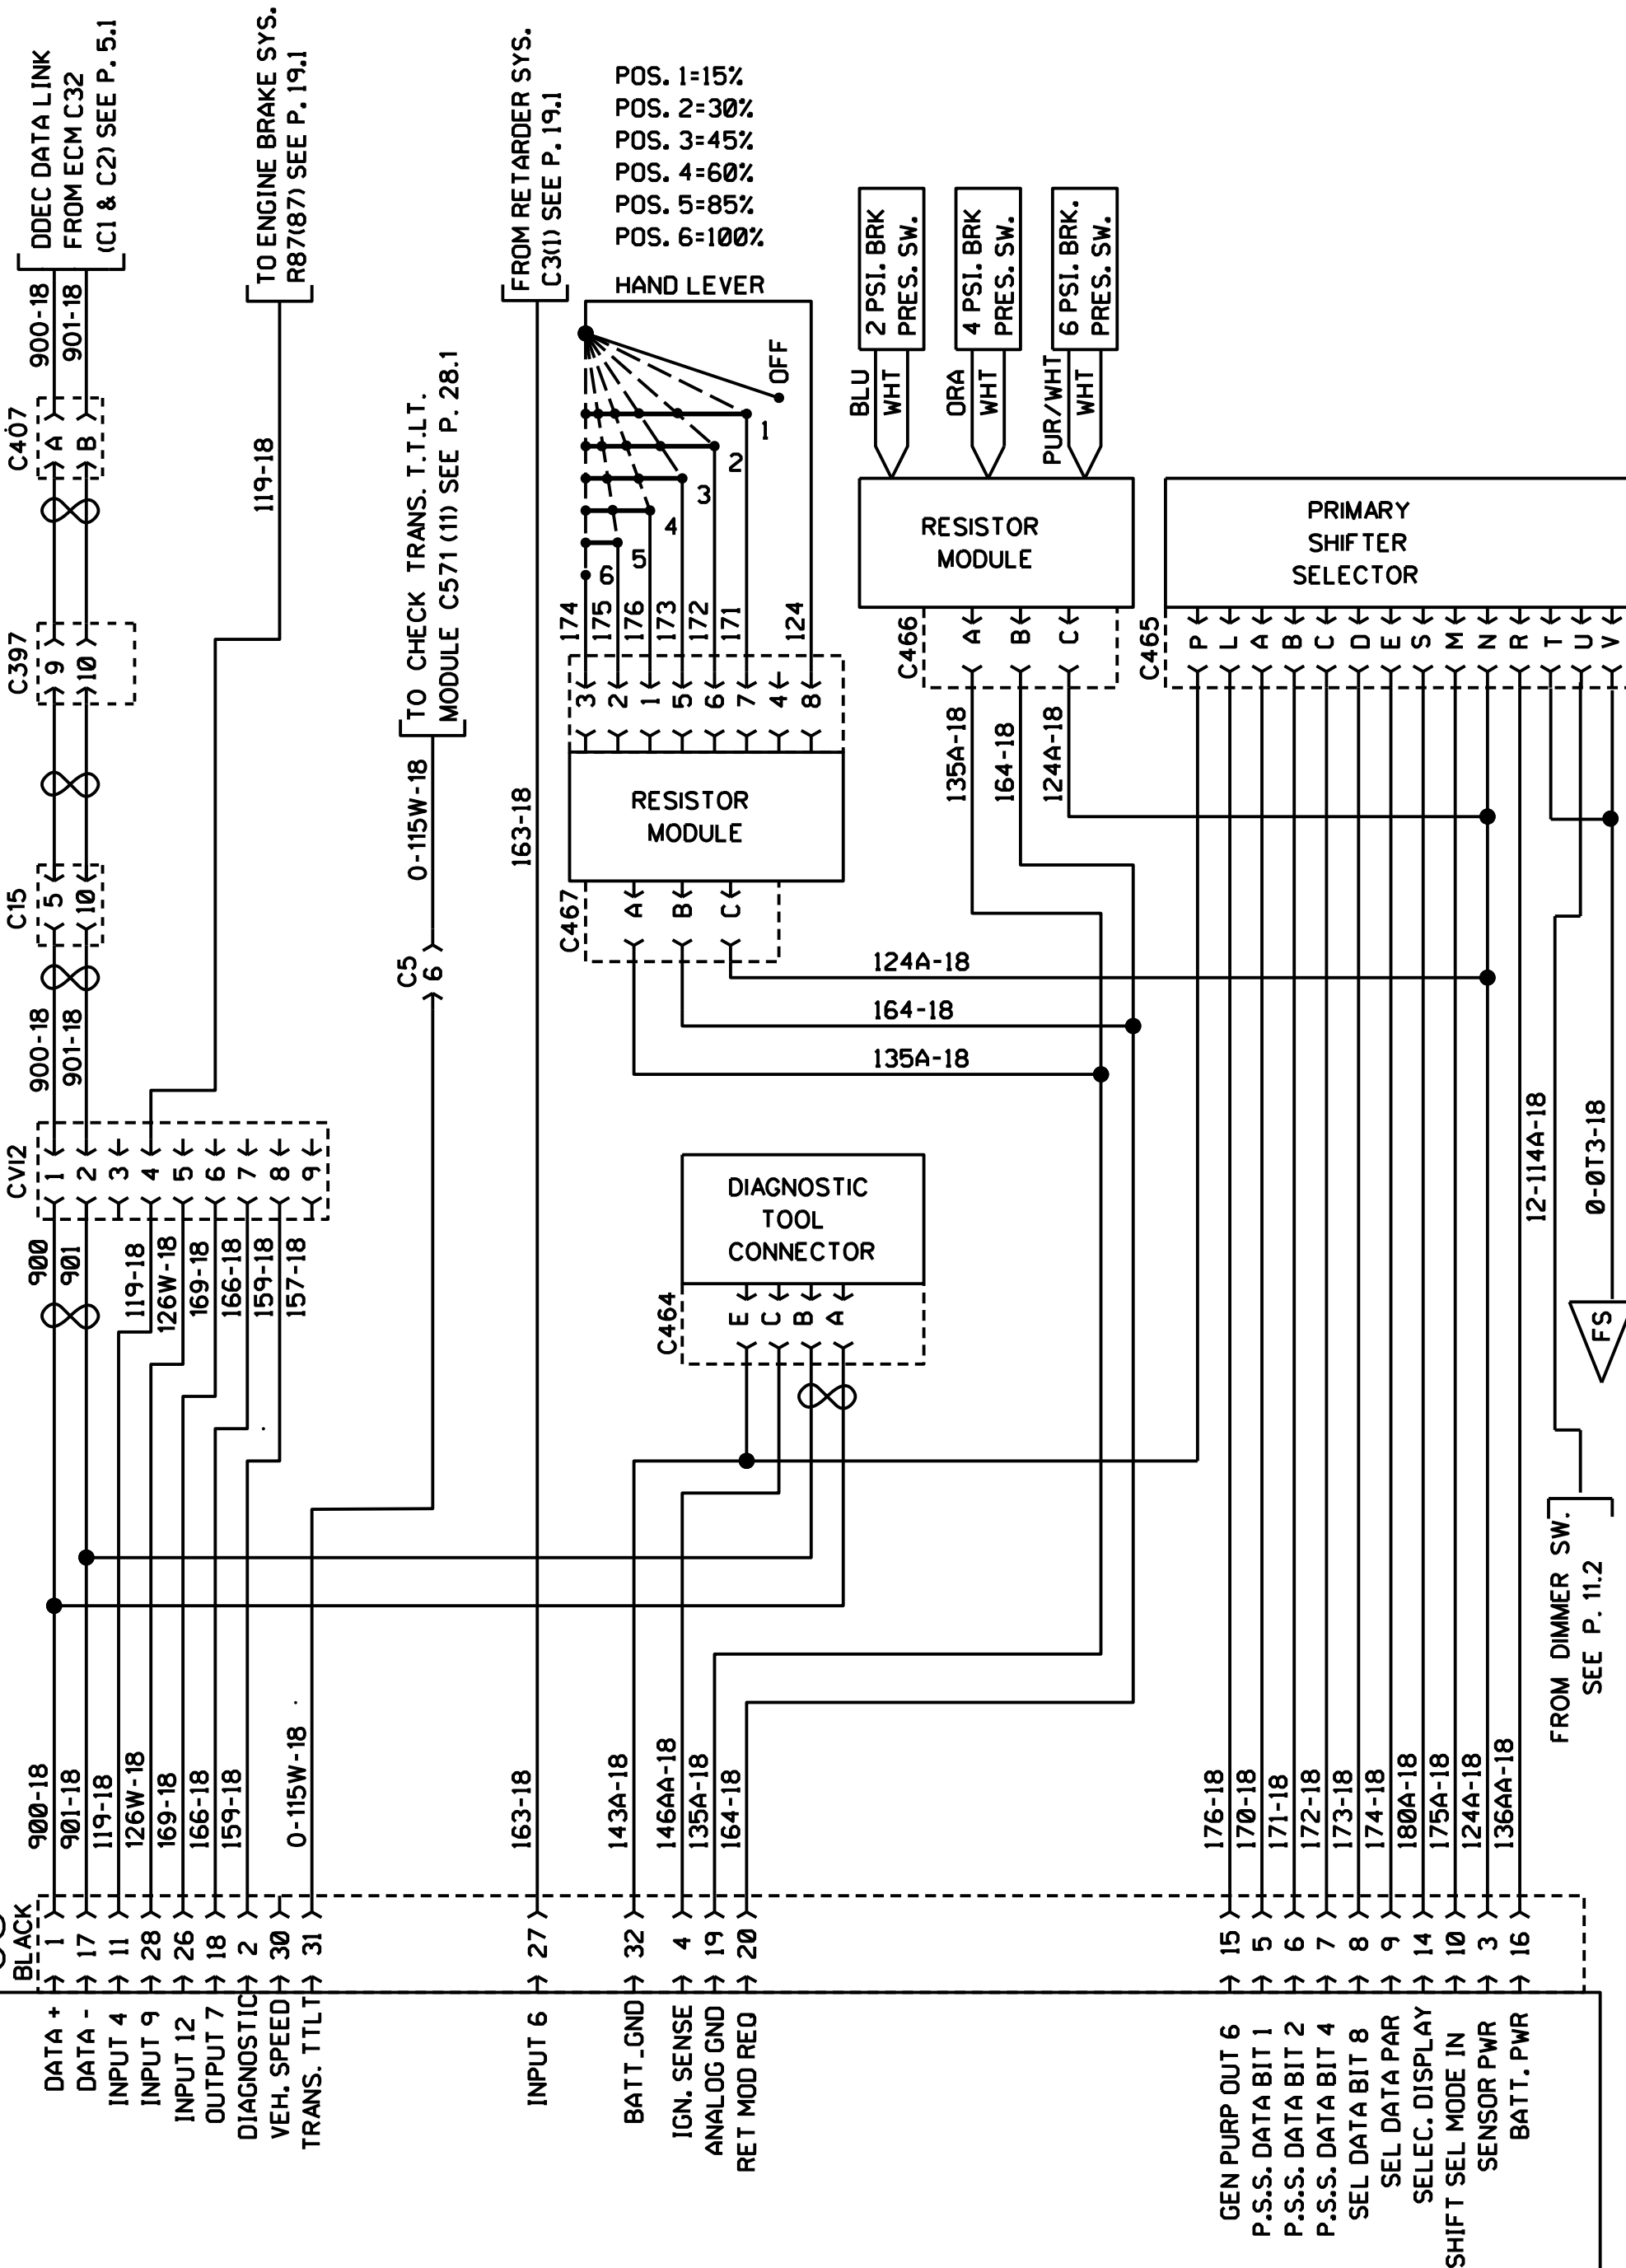 DDEC DATA LINK
FROM ECM C32
(C1 & C2) SEE P. 5.1
TO ENGINE BRAKE SYS.
R87(87) SEE P. 19.1
FROM RETARDER SYS.
C3(1) SEE P. 19.1
POS. 1=15%
POS. 2=30%
POS. 3=45%
POS. 4=60%
POS. 5=85%
POS. 6=100%
HAND LEVER
OFF
1
2
3
4
5
6
900-18
901-18
C407
A
B
119-18
TO CHECK TRANS. T.T.LT.
MODULE C571 (11) SEE P. 28.1
2 PSI. BRK
PRES. SW.
4 PSI. BRK
PRES. SW.
6 PSI. BRK.
PRES. SW.
BLU
WHT
ORA
WHT
PUR/WHT
WHT
RESISTOR
MODULE
PRIMARY
SHIFTER
SELECTOR
C397
9
10
174
175
176
173
172
171
124
3
2
1
5
6
7
4
8
RESISTOR
MODULE
C466
A
B
C
C465
P
L
A
B
C
D
E
S
M
N
R
T
U
V
135A-18
164-18
124A-18
C15
5
10
0-115W-18
163-18
C5
6
C467
A
B
C
124A-18
164-18
135A-18
900-18
901-18
CV12
1
2
3
4
5
6
7
8
9
900
901
119-18
126W-18
169-18
166-18
159-18
157-18
DIAGNOSTIC
TOOL
CONNECTOR
C464
E
C
B
A
12-114A-18
0-0T3-18
FS
FROM DIMMER SW.
SEE P. 11.2
900-18
901-18
119-18
126W-18
169-18
166-18
159-18
0-115W-18
163-18
143A-18
146AA-18
135A-18
164-18
176-18
170-18
171-18
172-18
173-18
174-18
180A-18
175A-18
124A-18
136AA-18
BLACK
1
17
11
28
26
18
2
30
31
27
32
4
19
20
15
5
6
7
8
9
14
10
3
16
DATA +
DATA -
INPUT 4
INPUT 9
INPUT 12
OUTPUT 7
DIAGNOSTIC
VEH. SPEED
TRANS. TTLT
INPUT 6
BATT_GND
IGN. SENSE
ANALOG GND
RET MOD REQ
GEN PURP OUT 6
P.S.S. DATA BIT 1
P.S.S. DATA BIT 2
P.S.S. DATA BIT 4
SEL DATA BIT 8
SEL DATA PAR
SELEC. DISPLAY
SHIFT SEL MODE IN
SENSOR PWR
BATT. PWR